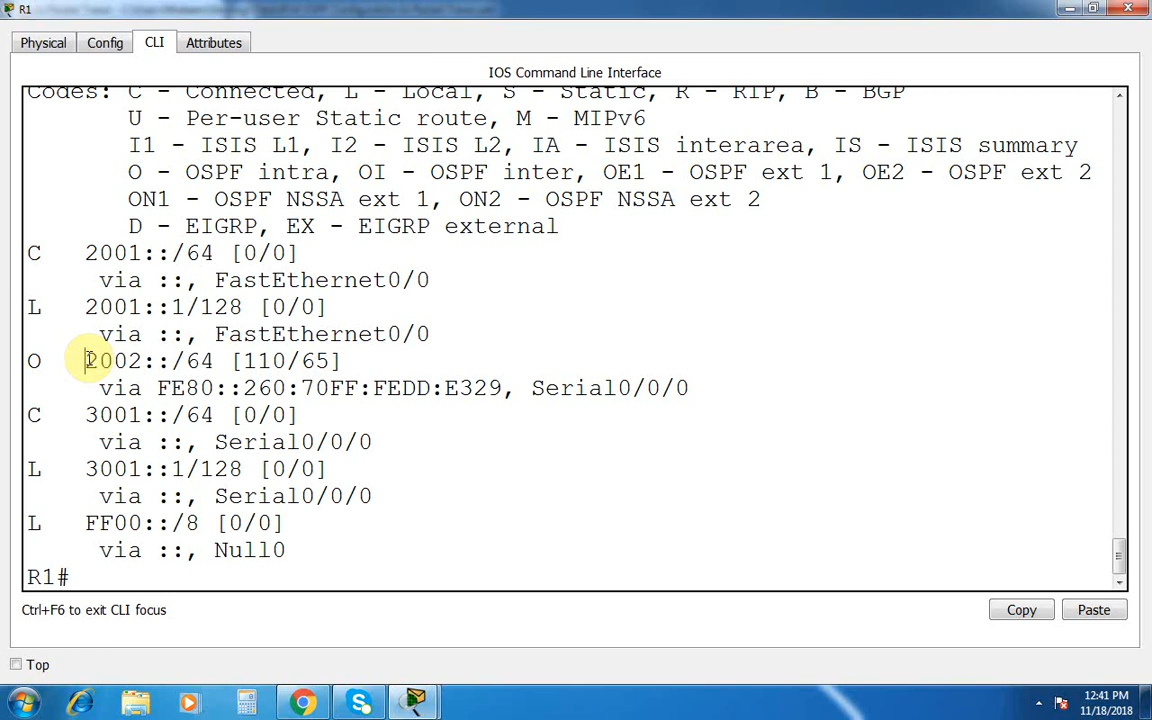 R1
Physical Config CLI Attributes
IOS Command Line Interface
Codes: C - Connected, L - Local, S - Static, R - RIP, B - BGP
U - Per-user Static route, M - MIPv6
I1 - ISIS L1, I2 - ISIS L2, IA - ISIS interarea, IS - ISIS summary
O - OSPF intra, OI - OSPF inter, OE1 - OSPF ext 1, OE2 - OSPF ext 2
ON1 - OSPF NSSA ext 1, ON2 - OSPF NSSA ext 2
D - EIGRP, EX - EIGRP external
C 2001::/64 [0/0]
via ::, FastEthernet0/0
L 2001::1/128 [0/0]
via ::, FastEthernet0/0
O 2002::/64 [110/65]
via FE80::260:70FF:FEDD:E329, Serial0/0/0
C 3001::/64 [0/0]
via ::, Serial0/0/0
L 3001::1/128 [0/0]
via ::, Serial0/0/0
L FF00::/8 [0/0]
via ::, Null0
R1#
Ctrl+F6 to exit CLI focus
Copy Paste
Top
12:41 PM
11/18/2018